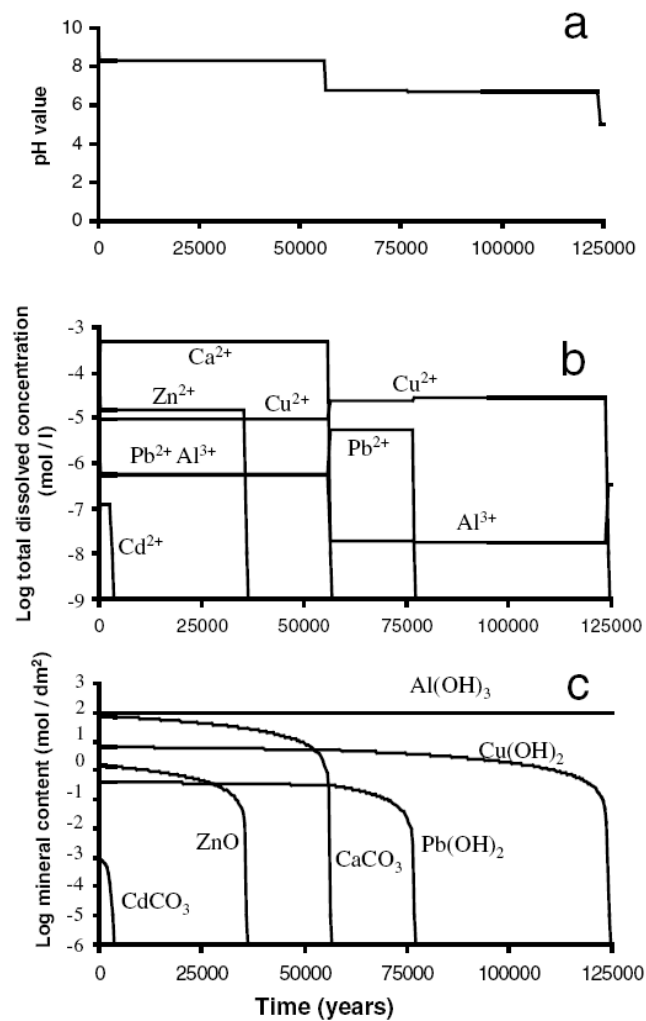 a
10
8
6
4
2
0
pH value
0 25000 50000 75000 100000 125000
b
-3
-4
-5
-6
-7
-8
-9
Log total dissolved concentration
(mol / l)
Ca²⁺
Zn²⁺
Cu²⁺
Cu²⁺
Pb²⁺ Al³⁺
Pb²⁺
Cd²⁺
Al³⁺
0 25000 50000 75000 100000 125000
c
3
2
1
0
-1
-2
-3
-4
-5
-6
Log mineral content (mol / dm²)
Al(OH)₃
Cu(OH)₂
ZnO
CaCO₃
Pb(OH)₂
CdCO₃
0 25000 50000 75000 100000 125000
Time (years)